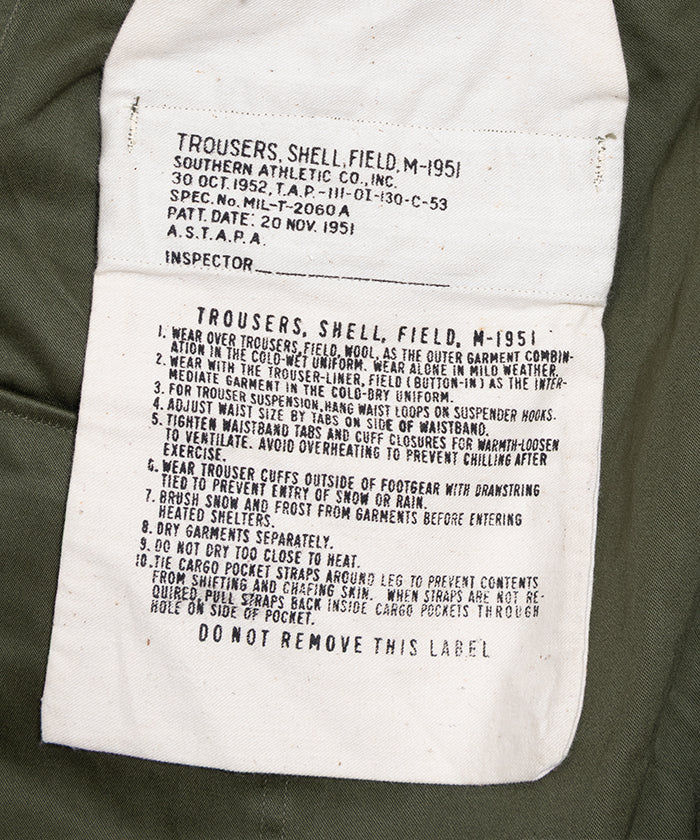 TROUSERS, SHELL, FIELD, M-1951
SOUTHERN ATHLETIC CO., INC.
30 OCT. 1952, T.A.P.-111-01-130-C-53
SPEC. No. MIL-T-2060 A
PATT. DATE: 20 NOV. 1951
A.S.T.A.P.A.
INSPECTOR
TROUSERS, SHELL, FIELD, M-1951
1. WEAR OVER TROUSERS, FIELD, WOOL, AS THE OUTER GARMENT COMBIN-
ATION IN THE COLD-WET UNIFORM. WEAR ALONE IN MILD WEATHER.
2. WEAR WITH THE TROUSER-LINER, FIELD (BUTTON-IN) AS THE INTER-
MEDIATE GARMENT IN THE COLD-DRY UNIFORM.
3. FOR TROUSER SUSPENSION, HANG WAIST LOOPS ON SUSPENDER HOOKS.
4. ADJUST WAIST SIZE BY TABS ON SIDE OF WAISTBAND.
5. TIGHTEN WAISTBAND TABS AND CUFF CLOSURES FOR WARMTH-LOOSEN
TO VENTILATE. AVOID OVERHEATING TO PREVENT CHILLING AFTER
EXERCISE.
6. WEAR TROUSER CUFFS OUTSIDE OF FOOTGEAR WITH DRAWSTRING
TIED TO PREVENT ENTRY OF SNOW OR RAIN.
7. BRUSH SNOW AND FROST FROM GARMENTS BEFORE ENTERING
HEATED SHELTERS.
8. DRY GARMENTS SEPARATELY.
9. DO NOT DRY TOO CLOSE TO HEAT.
10. TIE CARGO POCKET STRAPS AROUND LEG TO PREVENT CONTENTS
FROM SHIFTING AND CHAFING SKIN. WHEN STRAPS ARE NOT RE-
QUIRED, PULL STRAPS BACK INSIDE CARGO POCKETS THROUGH
HOLE ON SIDE OF POCKET.
DO NOT REMOVE THIS LABEL